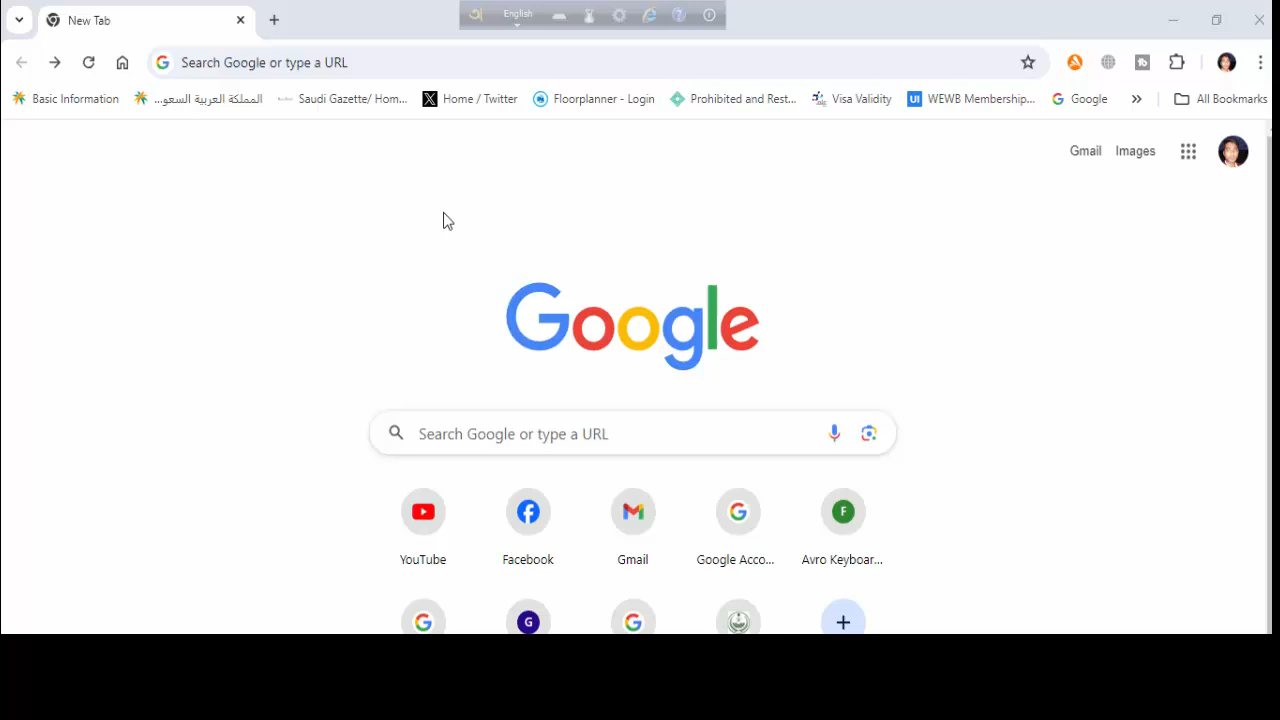 New Tab
অ English
Search Google or type a URL
Basic Information المملكة العربية السعو... Saudi Gazette/ Hom... Home / Twitter Floorplanner - Login Prohibited and Rest... Visa Validity UI WEWB Membership... Google » All Bookmarks
Gmail Images
Google
Search Google or type a URL
F
YouTube Facebook Gmail Google Acco... Avro Keyboar...
G